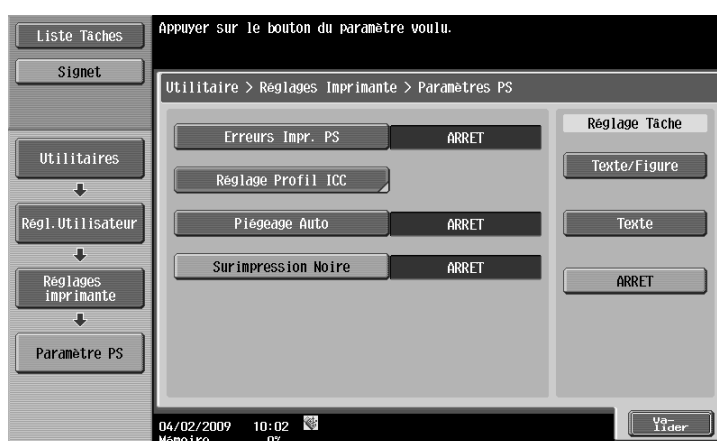 Liste Tâches
Appuyer sur le bouton du paramètre voulu.
Signet
Utilitaire > Réglages Imprimante > Paramètres PS
Réglage Tâche
Erreurs Impr. PS
ARRET
Utilitaires
Texte/Figure
Réglage Profil ICC
Régl.Utilisateur
Piégeage Auto
ARRET
Texte
Surimpression Noire
ARRET
ARRET
Réglages
imprimante
Paramètre PS
04/02/2009 10:02
Mémoire 0%
Va-
lider